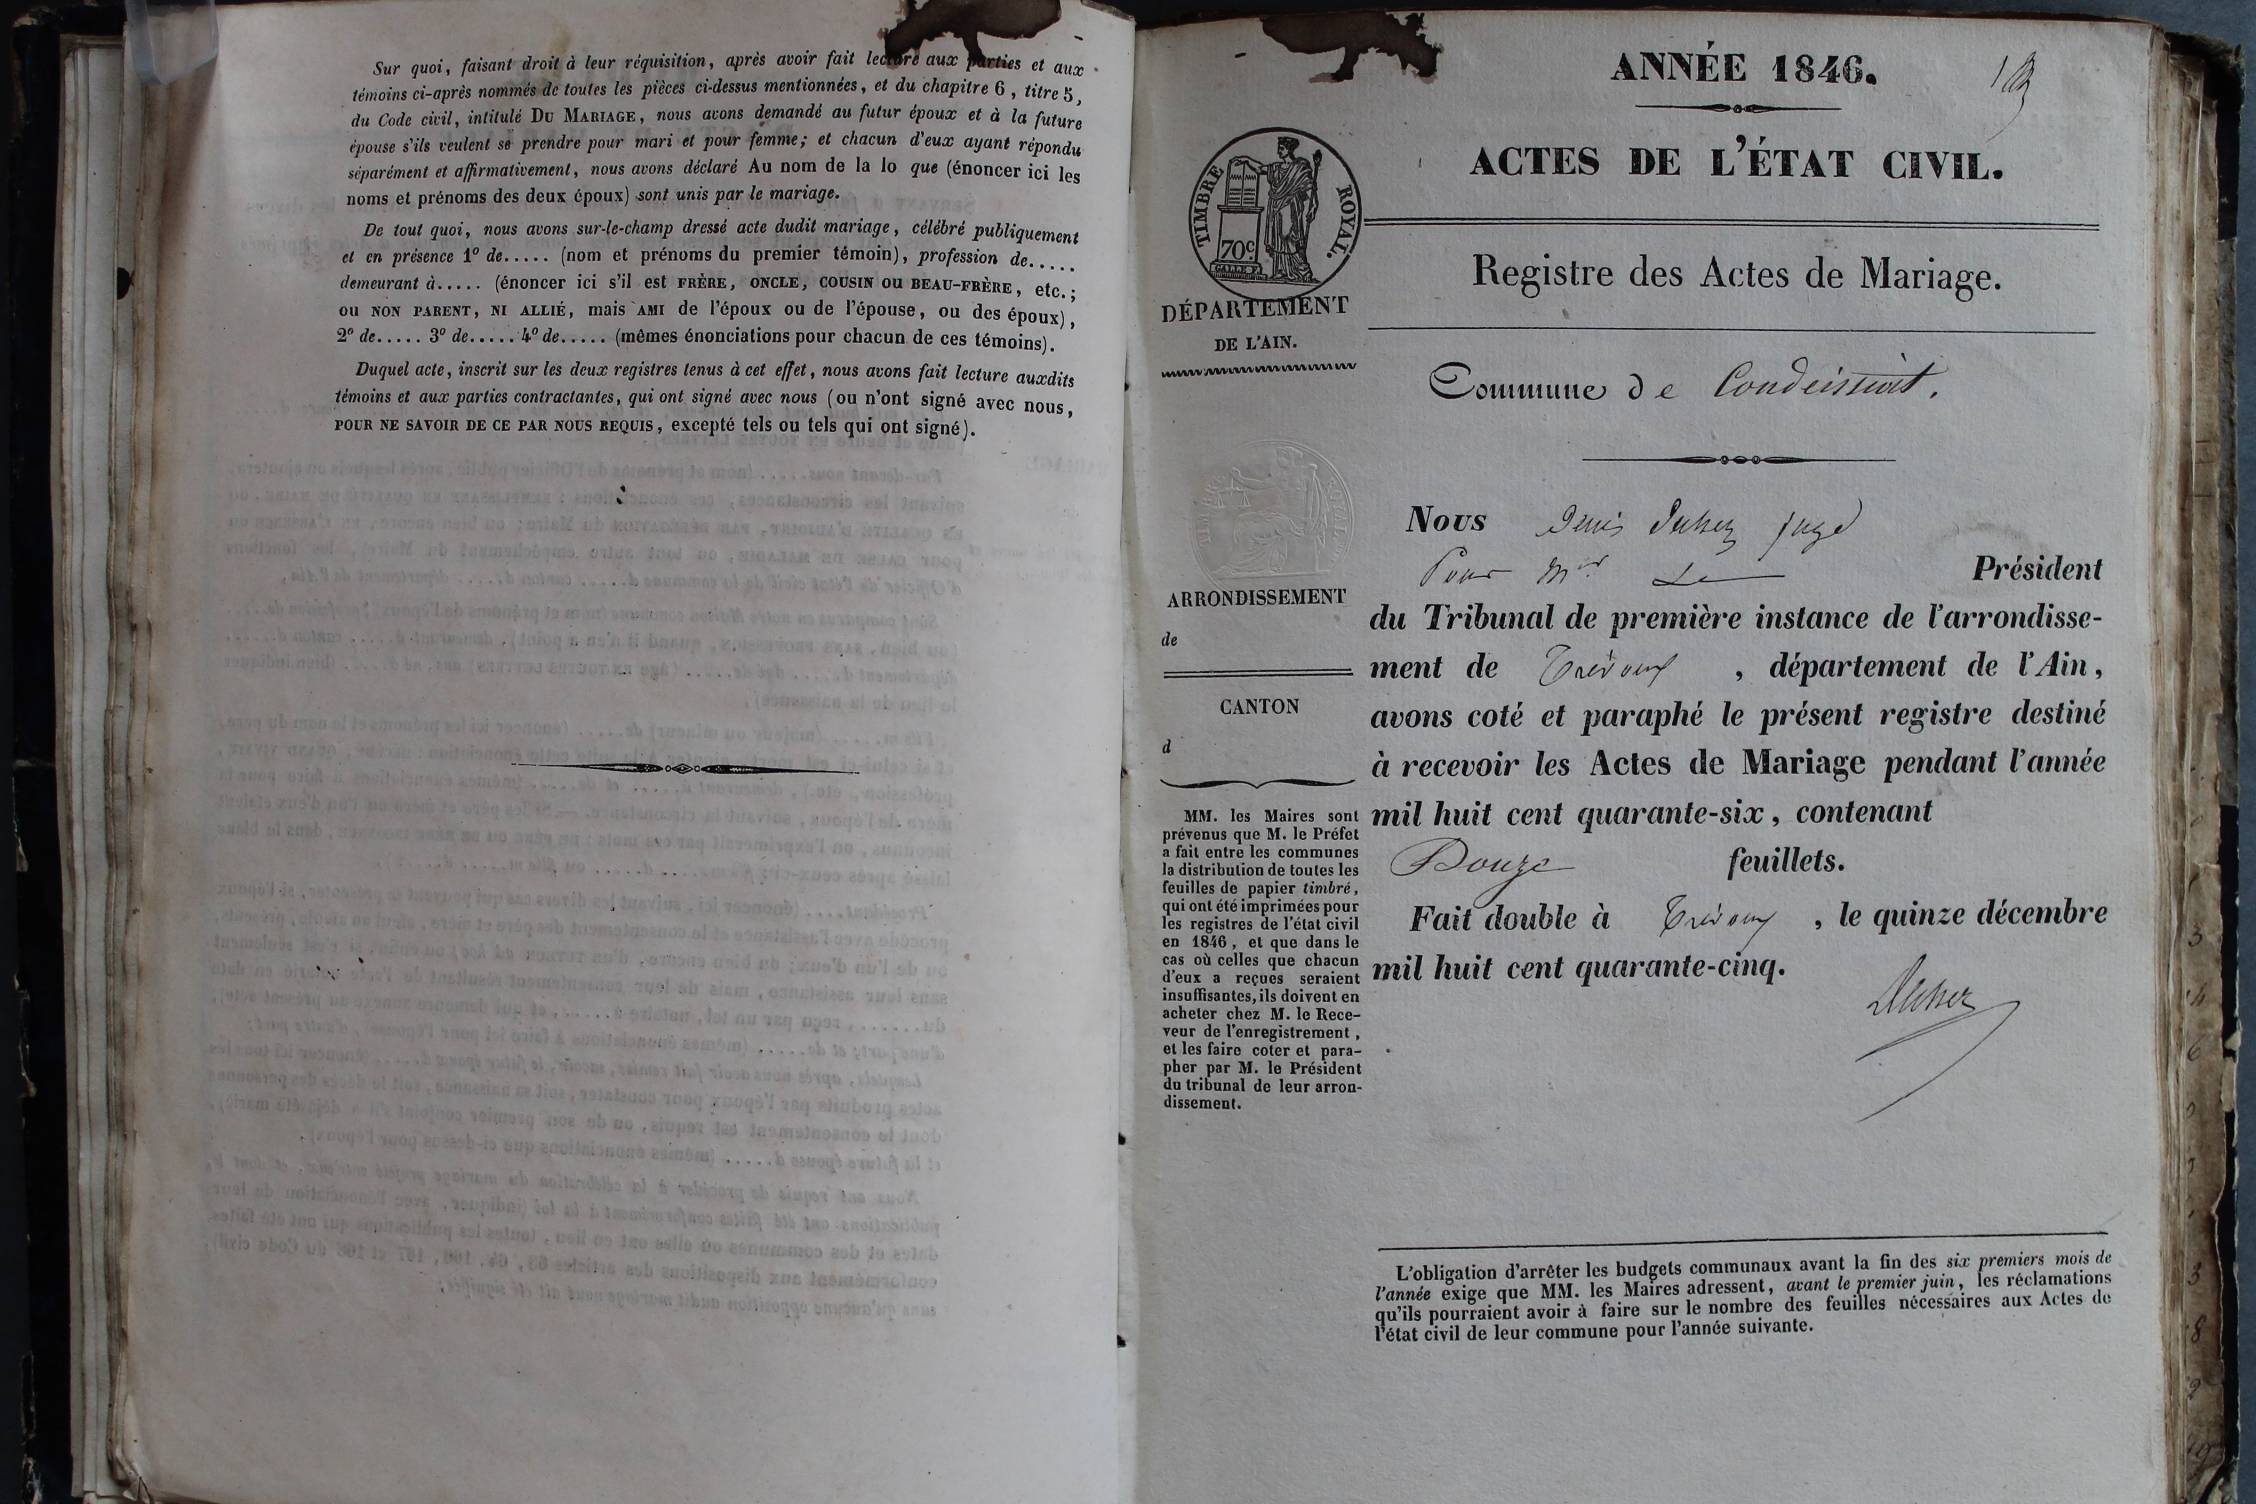 Sur quoi, faisant droit à leur réquisition, après avoir fait lecture aux parties et aux
témoins ci-après nommés de toutes les pièces ci-dessus mentionnées, et du chapitre 6, titre 5,
du Code civil, intitulé DU MARIAGE, nous avons demandé au futur époux et à la future
épouse s'ils veulent se prendre pour mari et pour femme; et chacun d'eux ayant répondu
séparément et affirmativement, nous avons déclaré Au nom de la lo que (énoncer ici les
noms et prénoms des deux époux) sont unis par le mariage.
De tout quoi, nous avons sur-le-champ dressé acte dudit mariage, célébré publiquement
et en présence 1º de..... (nom et prénoms du premier témoin), profession de.....
demeurant à..... (énoncer ici s'il est FRÈRE, ONCLE, COUSIN OU BEAU-FRÈRE, etc.;
ou NON PARENT, NI ALLIÉ, mais AMI de l'époux ou de l'épouse, ou des époux),
2º de..... 3º de..... 4º de..... (mêmes énonciations pour chacun de ces témoins).
Duquel acte, inscrit sur les deux registres tenus à cet effet, nous avons fait lecture auxdits
témoins et aux parties contractantes, qui ont signé avec nous (ou n'ont signé avec nous,
POUR NE SAVOIR DE CE PAR NOUS REQUIS, excepté tels ou tels qui ont signé).
ANNÉE 1846.
ACTES DE L'ÉTAT CIVIL.
TIMBRE ROYAL.
70c
Registre des Actes de Mariage.
DÉPARTEMENT
DE L'AIN.
Commune de Condeissiat.
Nous Denis Duhez juge
Pour Mr Le Président
du Tribunal de première instance de l'arrondisse-
ment de Trévoux, département de l'Ain,
avons coté et paraphé le présent registre destiné
à recevoir les Actes de Mariage pendant l'année
mil huit cent quarante-six, contenant
Douze feuillets.
Fait double à Trévoux, le quinze décembre
mil huit cent quarante-cinq.
Duhez
ARRONDISSEMENT
de
CANTON
d
MM. les Maires sont
prévenus que M. le Préfet
a fait entre les communes
la distribution de toutes les
feuilles de papier timbré,
qui ont été imprimées pour
les registres de l'état civil
en 1846, et que dans le
cas où celles que chacun
d'eux a reçues seraient
insuffisantes, ils doivent en
acheter chez M. le Rece-
veur de l'enregistrement,
et les faire coter et para-
pher par M. le Président
du tribunal de leur arron-
dissement.
L'obligation d'arrêter les budgets communaux avant la fin des six premiers mois de
l'année exige que MM. les Maires adressent, avant le premier juin, les réclamations
qu'ils pourraient avoir à faire sur le nombre des feuilles nécessaires aux Actes de
l'état civil de leur commune pour l'année suivante.